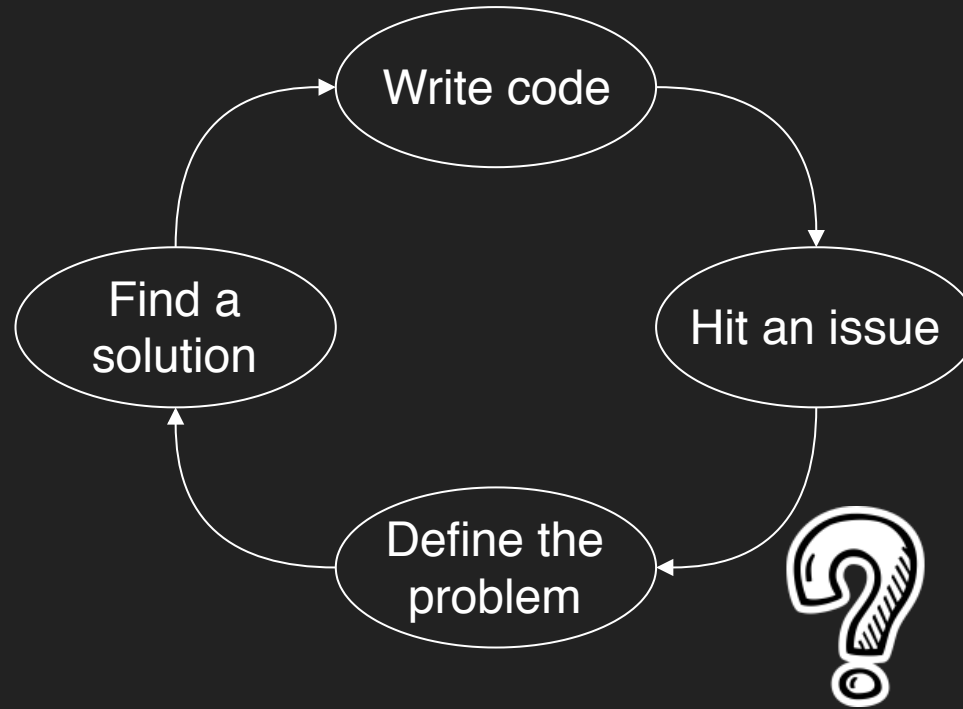 Write code
Hit an issue
Define the
problem
Find a
solution
?